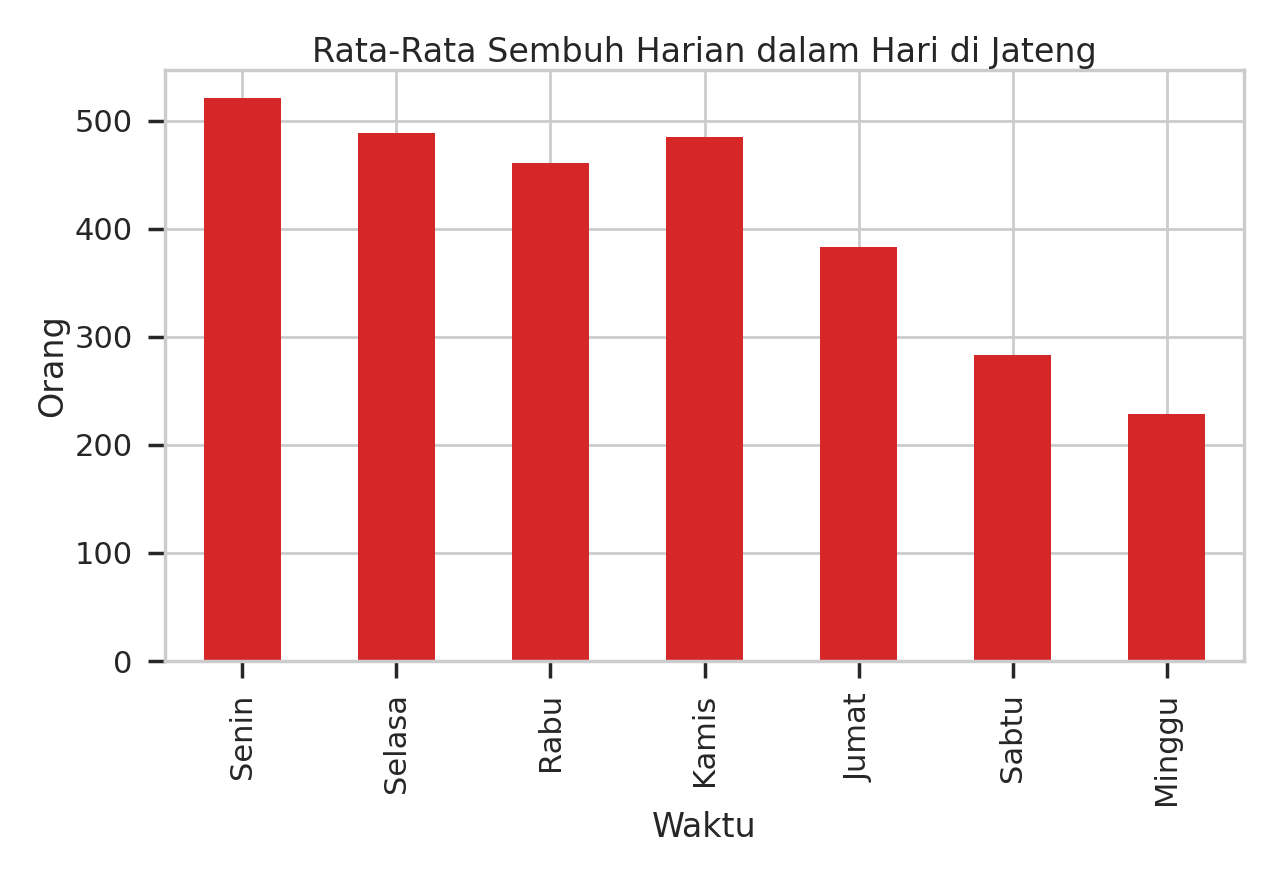 Rata-Rata Sembuh Harian dalam Hari di Jateng
Orang
500
400
300
200
100
0
Senin
Selasa
Rabu
Kamis
Jumat
Sabtu
Minggu
Waktu